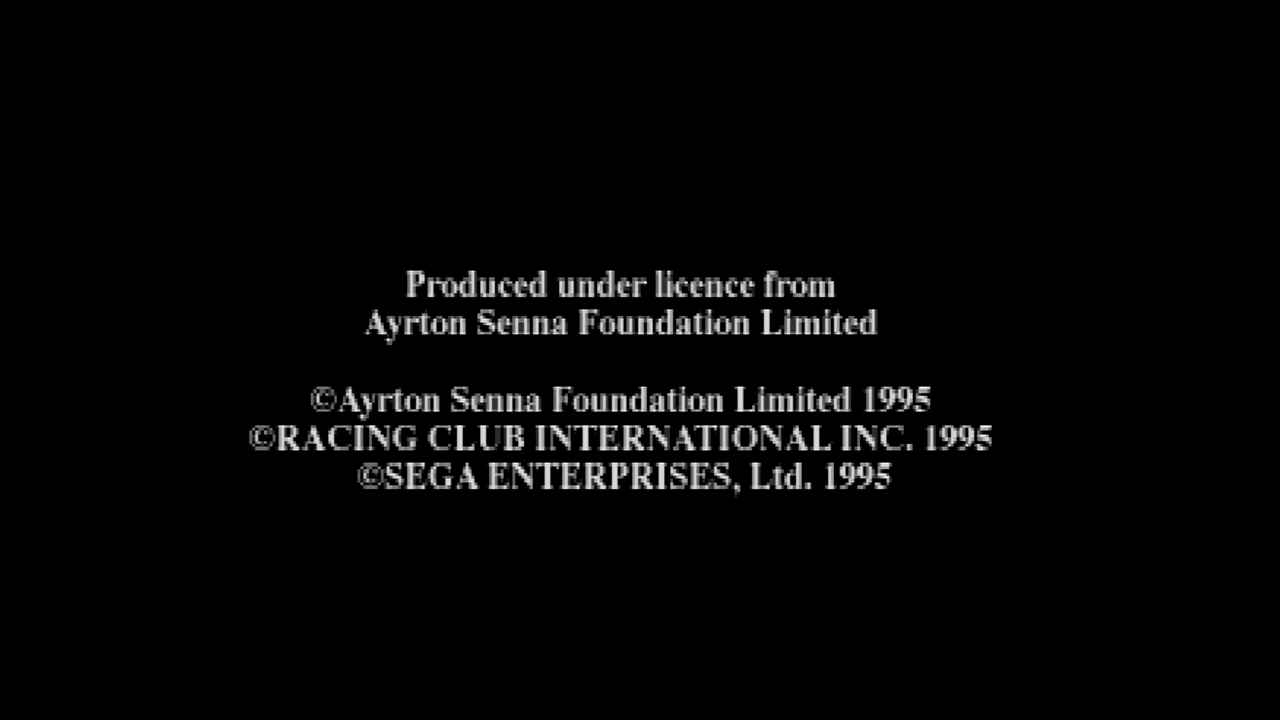 Produced under licence from
Ayrton Senna Foundation Limited
©Ayrton Senna Foundation Limited 1995
©RACING CLUB INTERNATIONAL INC. 1995
©SEGA ENTERPRISES, Ltd. 1995